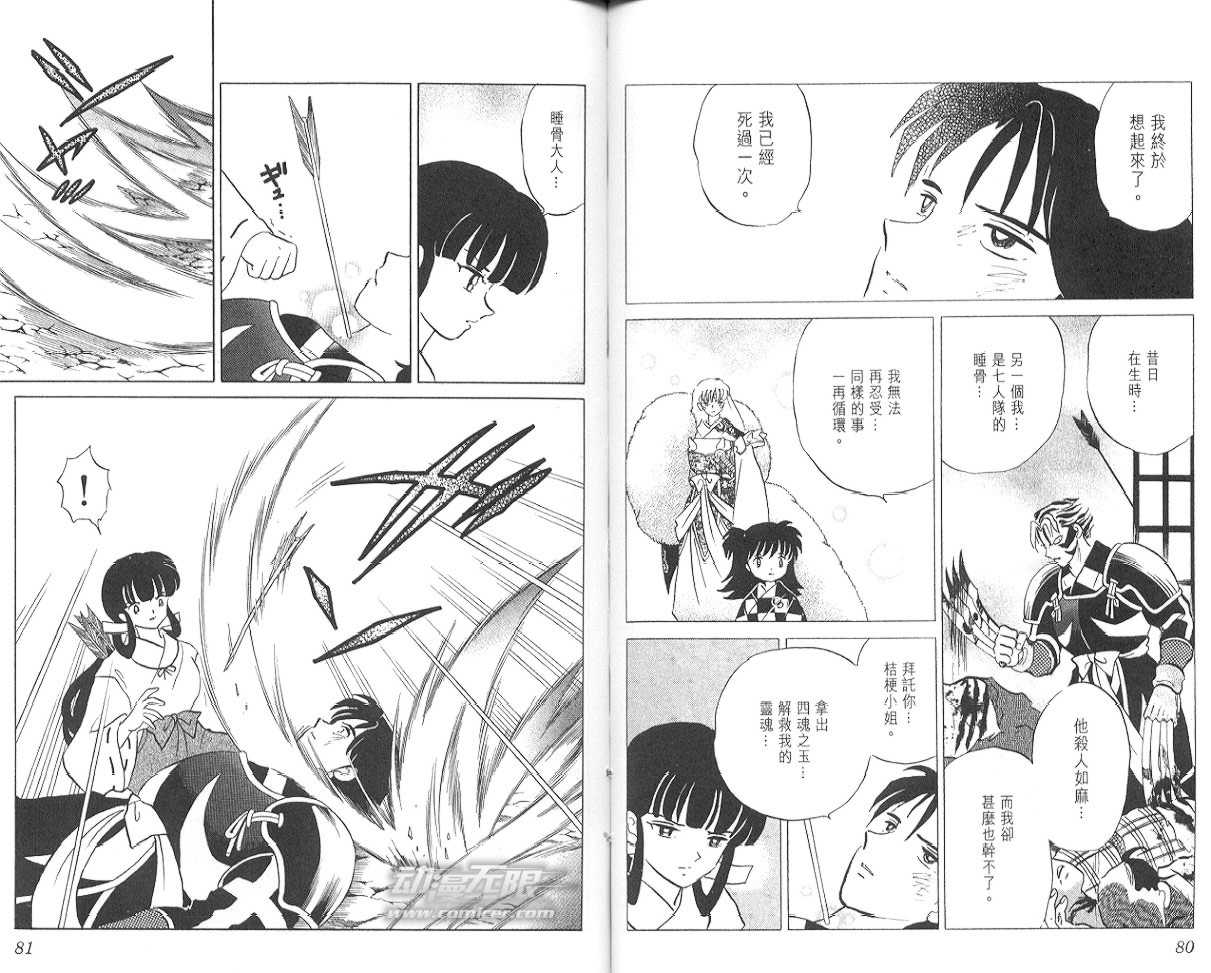 我終於
想起來了。
我已經
死過一次。
昔日
在生時…
另一個我…
是七人隊的
睡骨…
他殺人如麻…
而我卻
甚麼也幹不了。
我無法
再忍受…
同樣的事
一再循環。
拜託你…
桔梗小姐。
拿出
四魂之玉…
解救我的
靈魂…
80
睡骨大人…
ギュ…
!
动漫无限
www.comicer.com
81